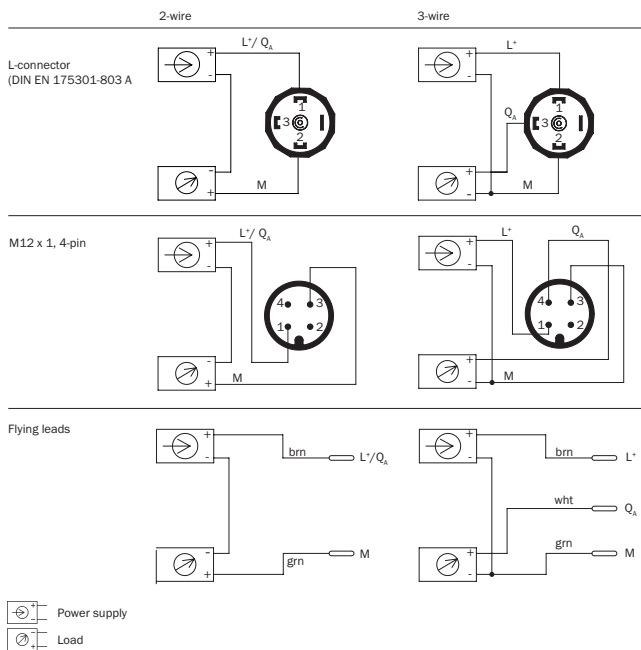 2-wire 3-wire
L-connector
(DIN EN 175301-803 A
+ L⁺/ Q_A
-
1
3
2
-
+ M
+ L⁺
-
Q_A
1
3
2
+
- M
M12 x 1, 4-pin
+ L⁺/ Q_A
-
4 3
1 2
-
+ M
+ L⁺ Q_A
-
4 3
1 2
+
- M
Flying leads
+ brn L⁺/Q_A
-
-
+ grn M
+ brn L⁺
-
wht Q_A
+
- grn M
+
- Power supply
-
+ Load